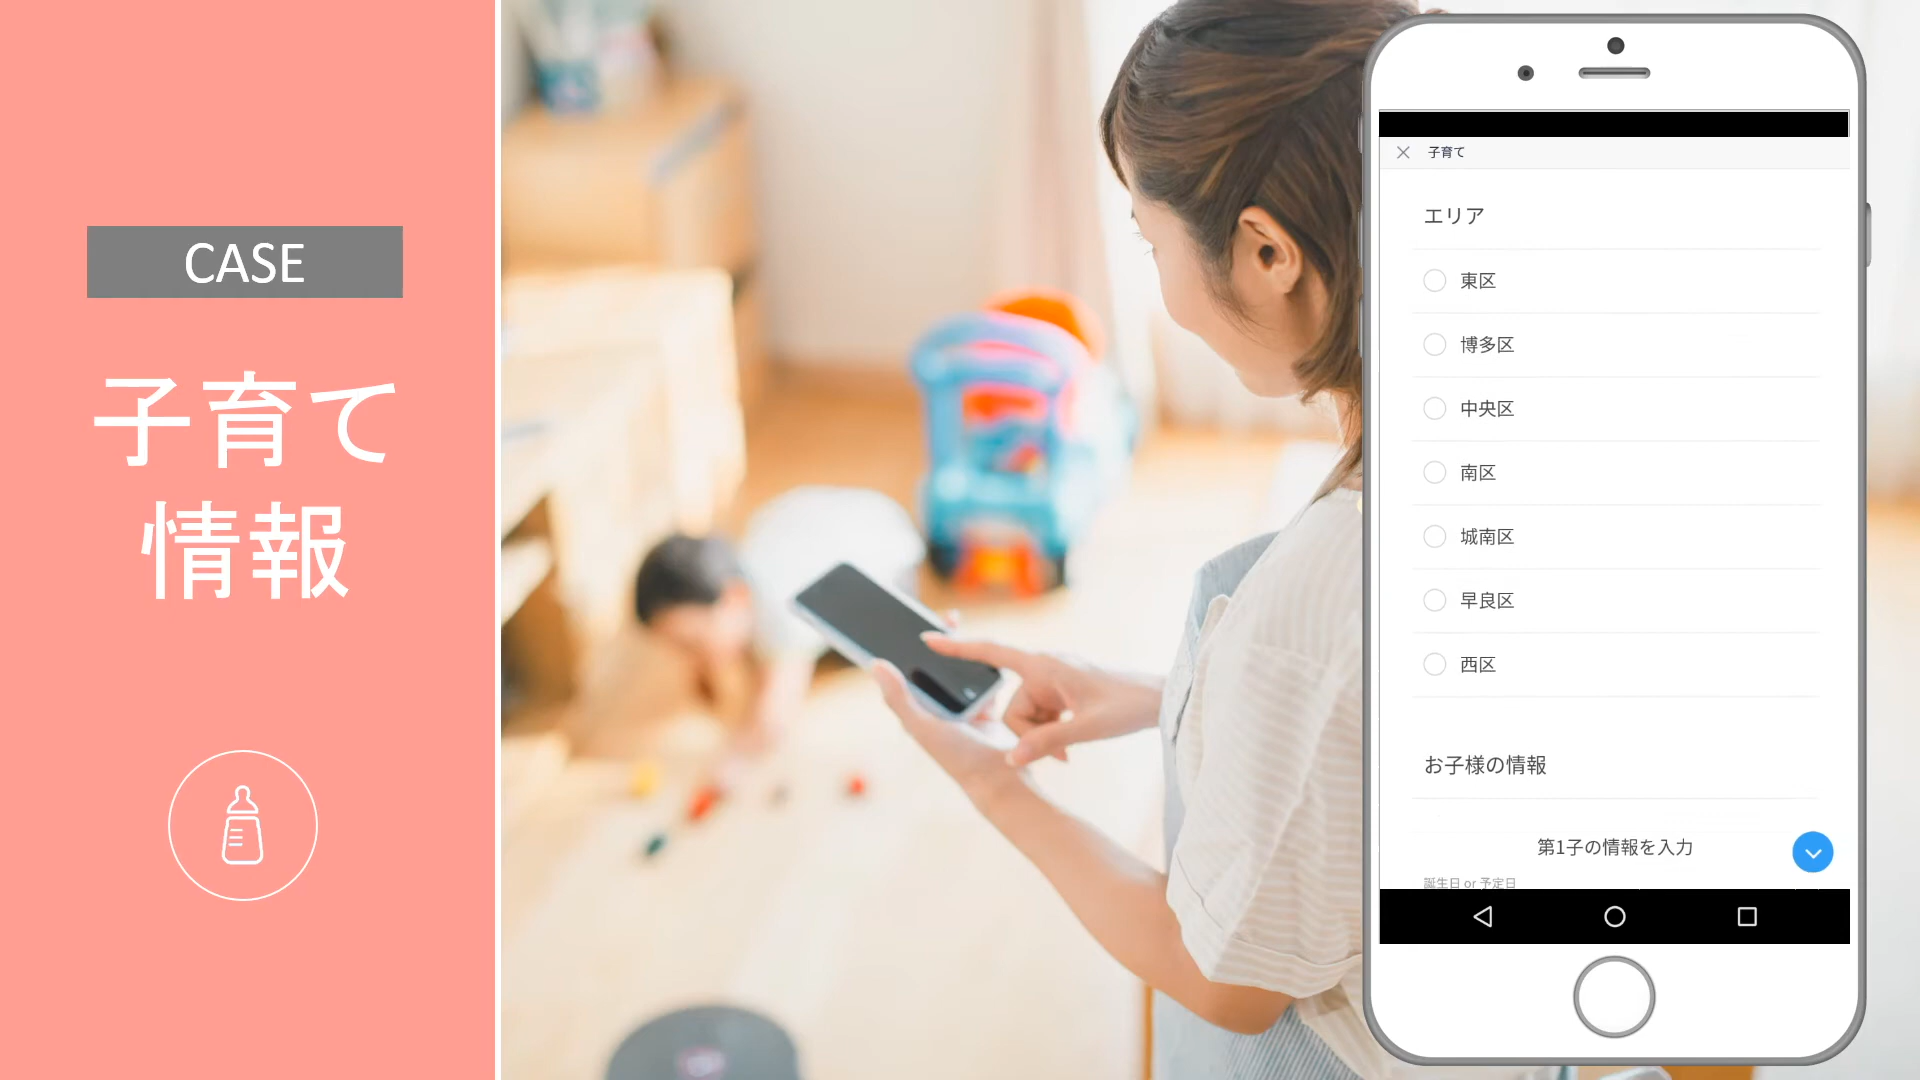 CASE
子育て
情報
子育て
エリア
東区
博多区
中央区
南区
城南区
早良区
西区
お子様の情報
第1子の情報を入力
誕生日 or 予定日